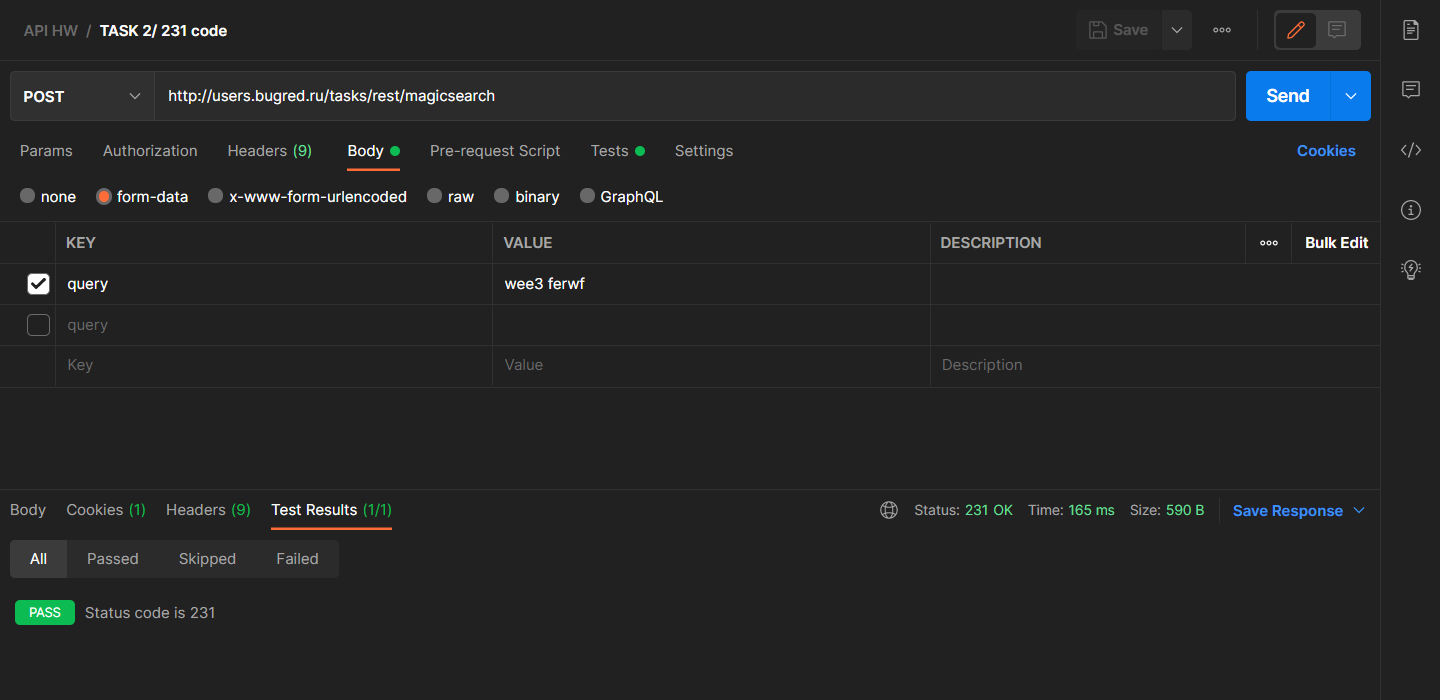 API HW / TASK 2/ 231 code
Save
POST http://users.bugred.ru/tasks/rest/magicsearch Send
Params Authorization Headers (9) Body Pre-request Script Tests Settings Cookies
none form-data x-www-form-urlencoded raw binary GraphQL
KEY VALUE DESCRIPTION Bulk Edit
query wee3 ferwf
query
Key Value Description
Body Cookies (1) Headers (9) Test Results (1/1) Status: 231 OK Time: 165 ms Size: 590 B Save Response
All Passed Skipped Failed
PASS Status code is 231